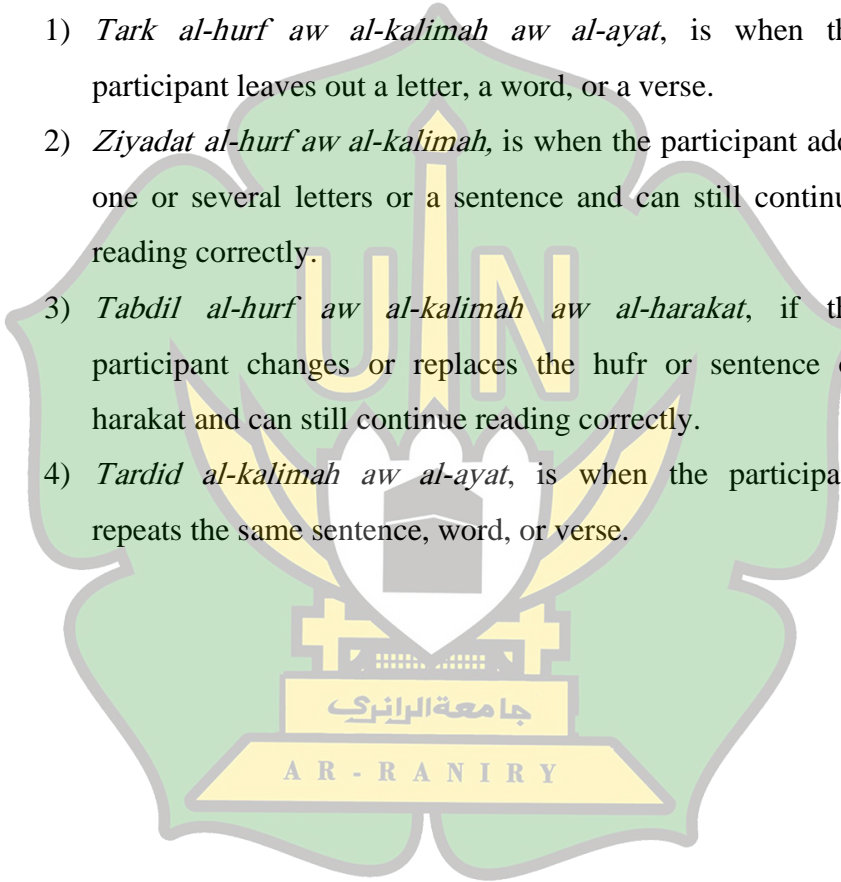 1) Tark al-hurf aw al-kalimah aw al-ayat, is when th
participant leaves out a letter, a word, or a verse.
2) Ziyadat al-hurf aw al-kalimah, is when the participant add
one or several letters or a sentence and can still continu
reading correctly.
3) Tabdil al-hurf aw al-kalimah aw al-harakat, if th
participant changes or replaces the hufr or sentence
harakat and can still continue reading correctly.
4) Tardid al-kalimah aw al-ayat, is when the participa
repeats the same sentence, word, or verse.
UIN
جامعة الرانري
AR-RANIRY